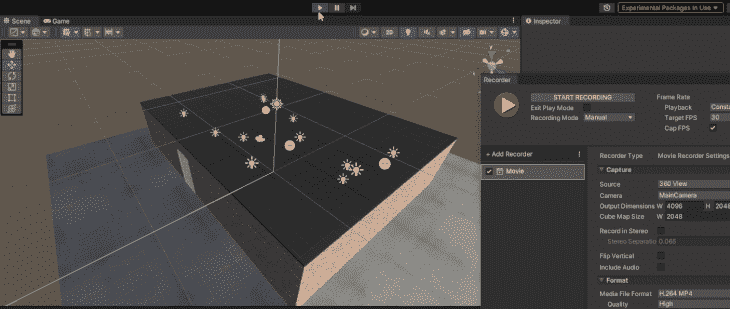 Experimental Packages In Use
Scene Game
Inspector
2D
Recorder
START RECORDING
Exit Play Mode
Recording Mode Manual
Frame Rate
Playback
Target FPS 30
Cap FPS
+ Add Recorder
Movie
Recorder Type Movie Recorder Settings
Capture
Source 360 View
Camera MainCamera
Output Dimensions W 4096 H 2048
Cube Map Size W 2048
Record in Stereo
Stereo Separatio 0.065
Flip Vertical
Include Audio
Format
Media File Format H.264 MP4
Quality High